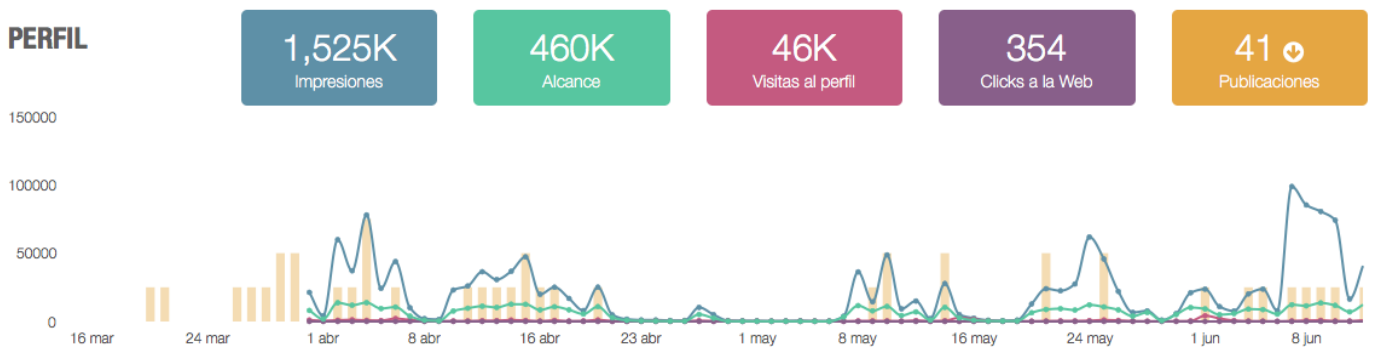 PERFIL
1,525K
Impresiones
460K
Alcance
46K
Visitas al perfil
354
Clicks a la Web
41
Publicaciones
150000
100000
50000
0
16 mar 24 mar 1 abr 8 abr 16 abr 23 abr 1 may 8 may 16 may 24 may 1 jun 8 jun